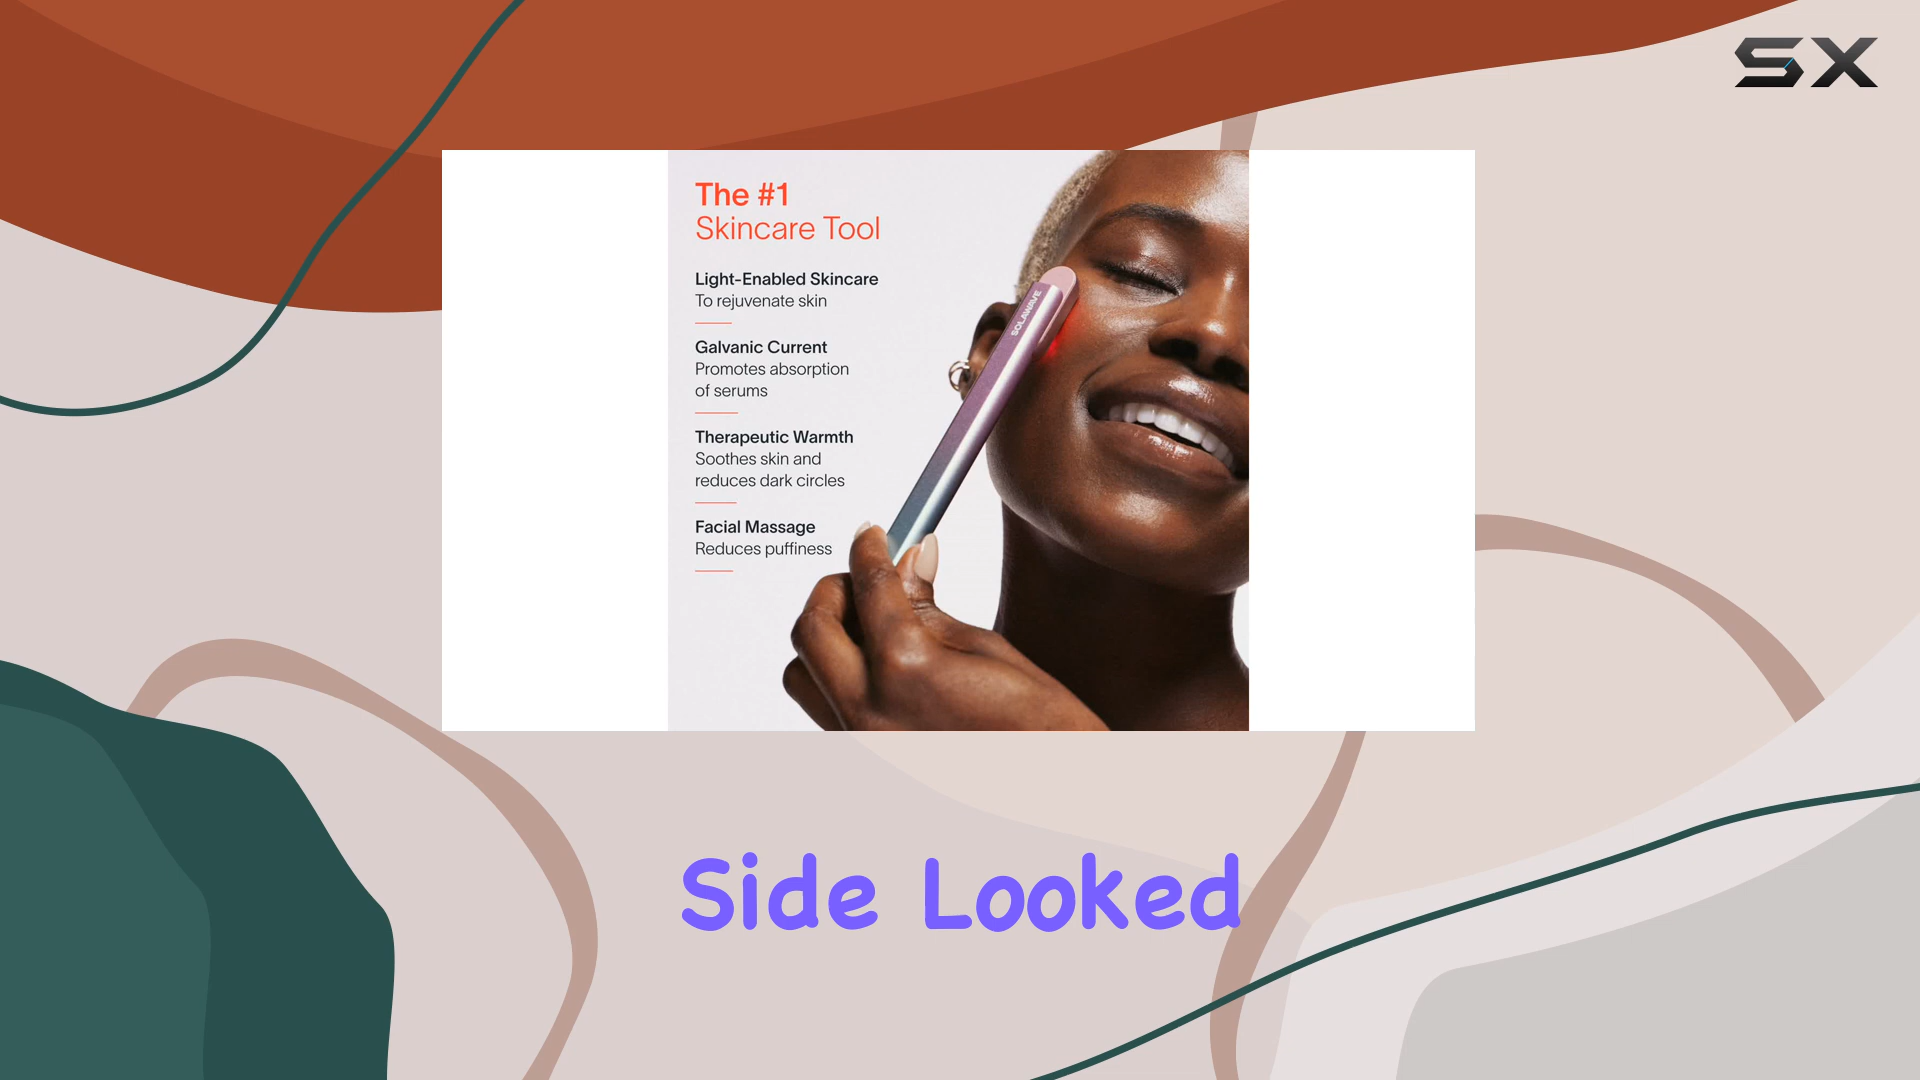 SX
The #1
Skincare Tool
Light-Enabled Skincare
To rejuvenate skin
Galvanic Current
Promotes absorption
of serums
Therapeutic Warmth
Soothes skin and
reduces dark circles
Facial Massage
Reduces puffiness
SOLAWAVE
Side Looked